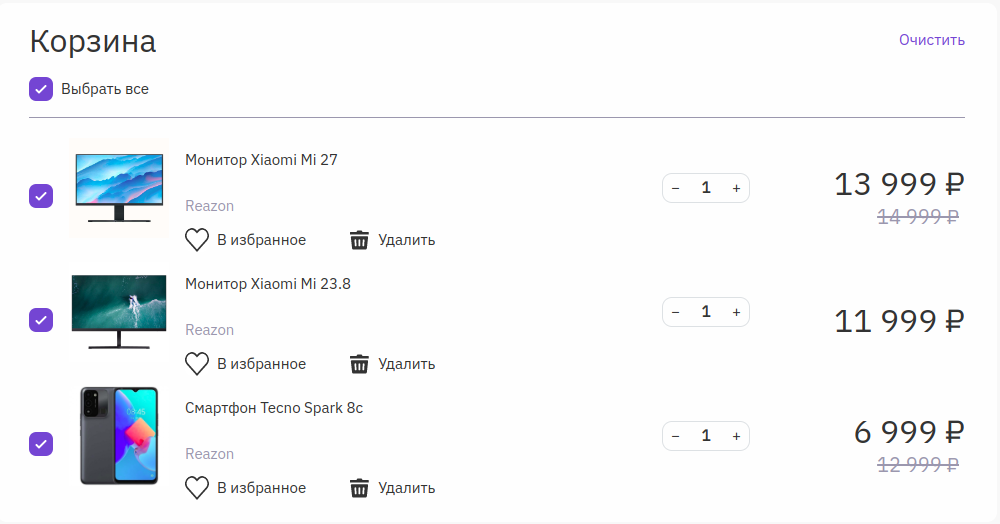 Корзина
Очистить
Выбрать все
Монитор Xiaomi Mi 27
Reazon
В избранное Удалить
− 1 +
13 999 ₽
14 999 ₽
Монитор Xiaomi Mi 23.8
Reazon
В избранное Удалить
− 1 +
11 999 ₽
Смартфон Tecno Spark 8c
Reazon
В избранное Удалить
− 1 +
6 999 ₽
12 999 ₽